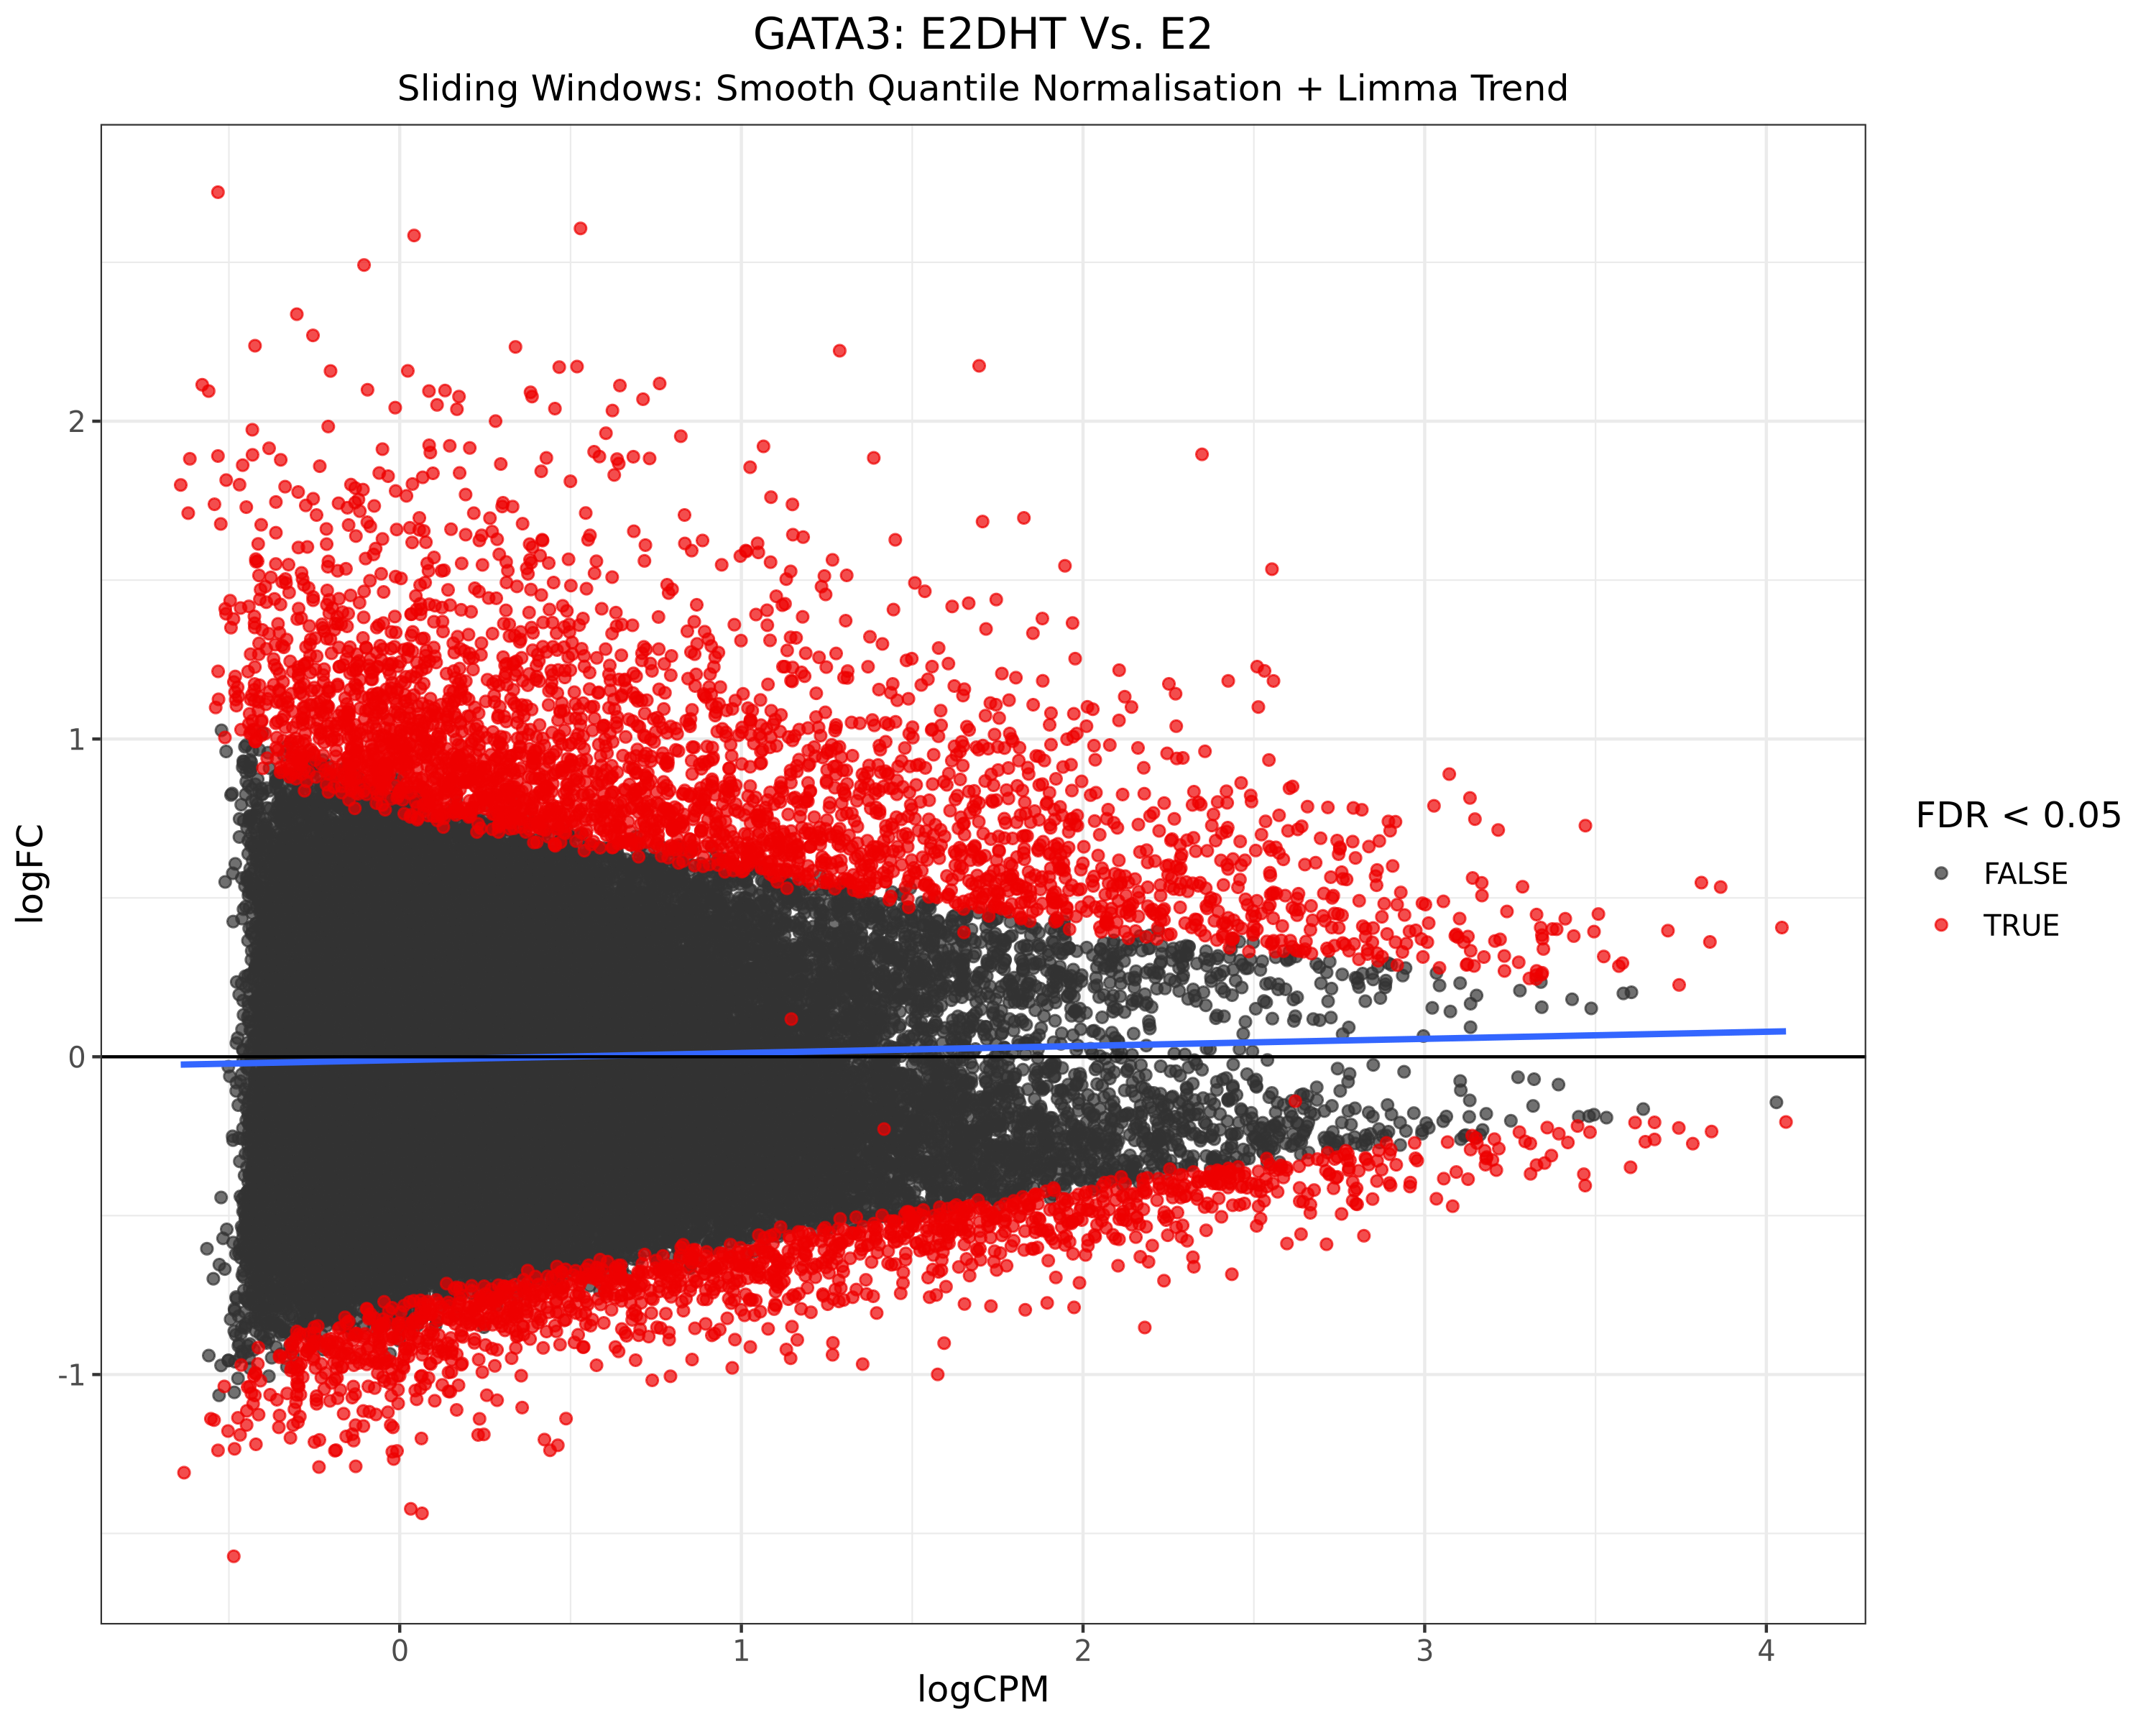 GATA3: E2DHT Vs. E2
Sliding Windows: Smooth Quantile Normalisation + Limma Trend
logFC
2
1
0
-1
0
1
2
3
4
logCPM
FDR < 0.05
FALSE
TRUE